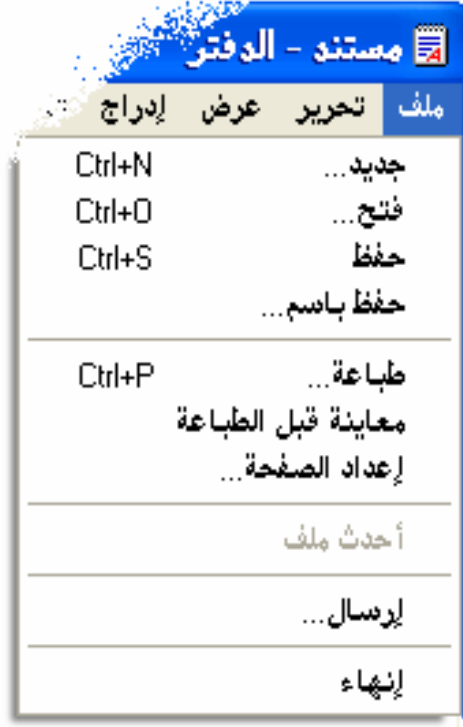 مستند - الدفتر
ملف تحرير عرض إدراج
جديد... Ctrl+N
فتح... Ctrl+O
حفظ Ctrl+S
حفظ باسم...
طباعة... Ctrl+P
معاينة قبل الطباعة
إعداد الصفحة...
أحدث ملف
إرسال...
إنهاء